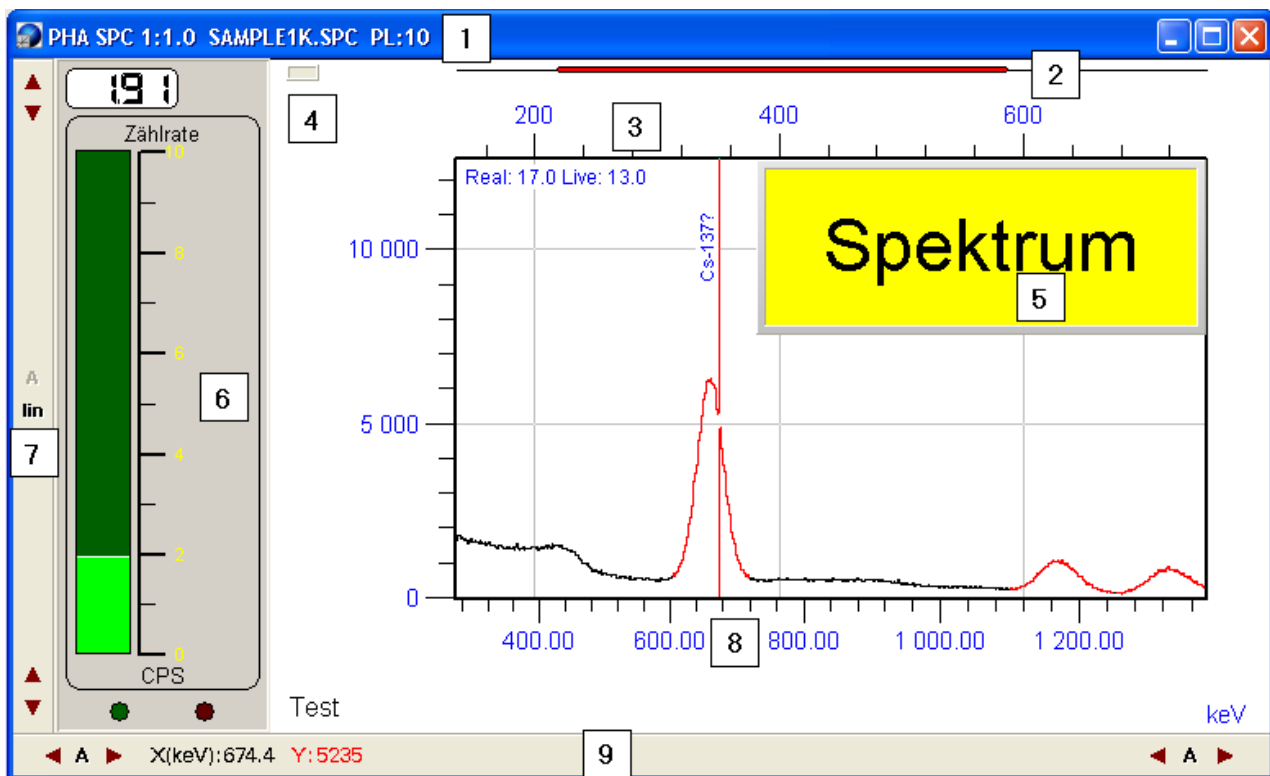 PHA SPC 1:1.0 SAMPLE1K.SPC PL:10
1
2
1.91
4
200
3
400
600
Zählrate
10
8
6
4
2
0
CPS
6
A
lin
7
Real: 17.0 Live: 13.0
Cs-137?
Spektrum
5
10 000
5 000
0
400.00
600.00
8
800.00
1 000.00
1 200.00
Test
keV
A
X(keV):674.4 Y:5235
9
A